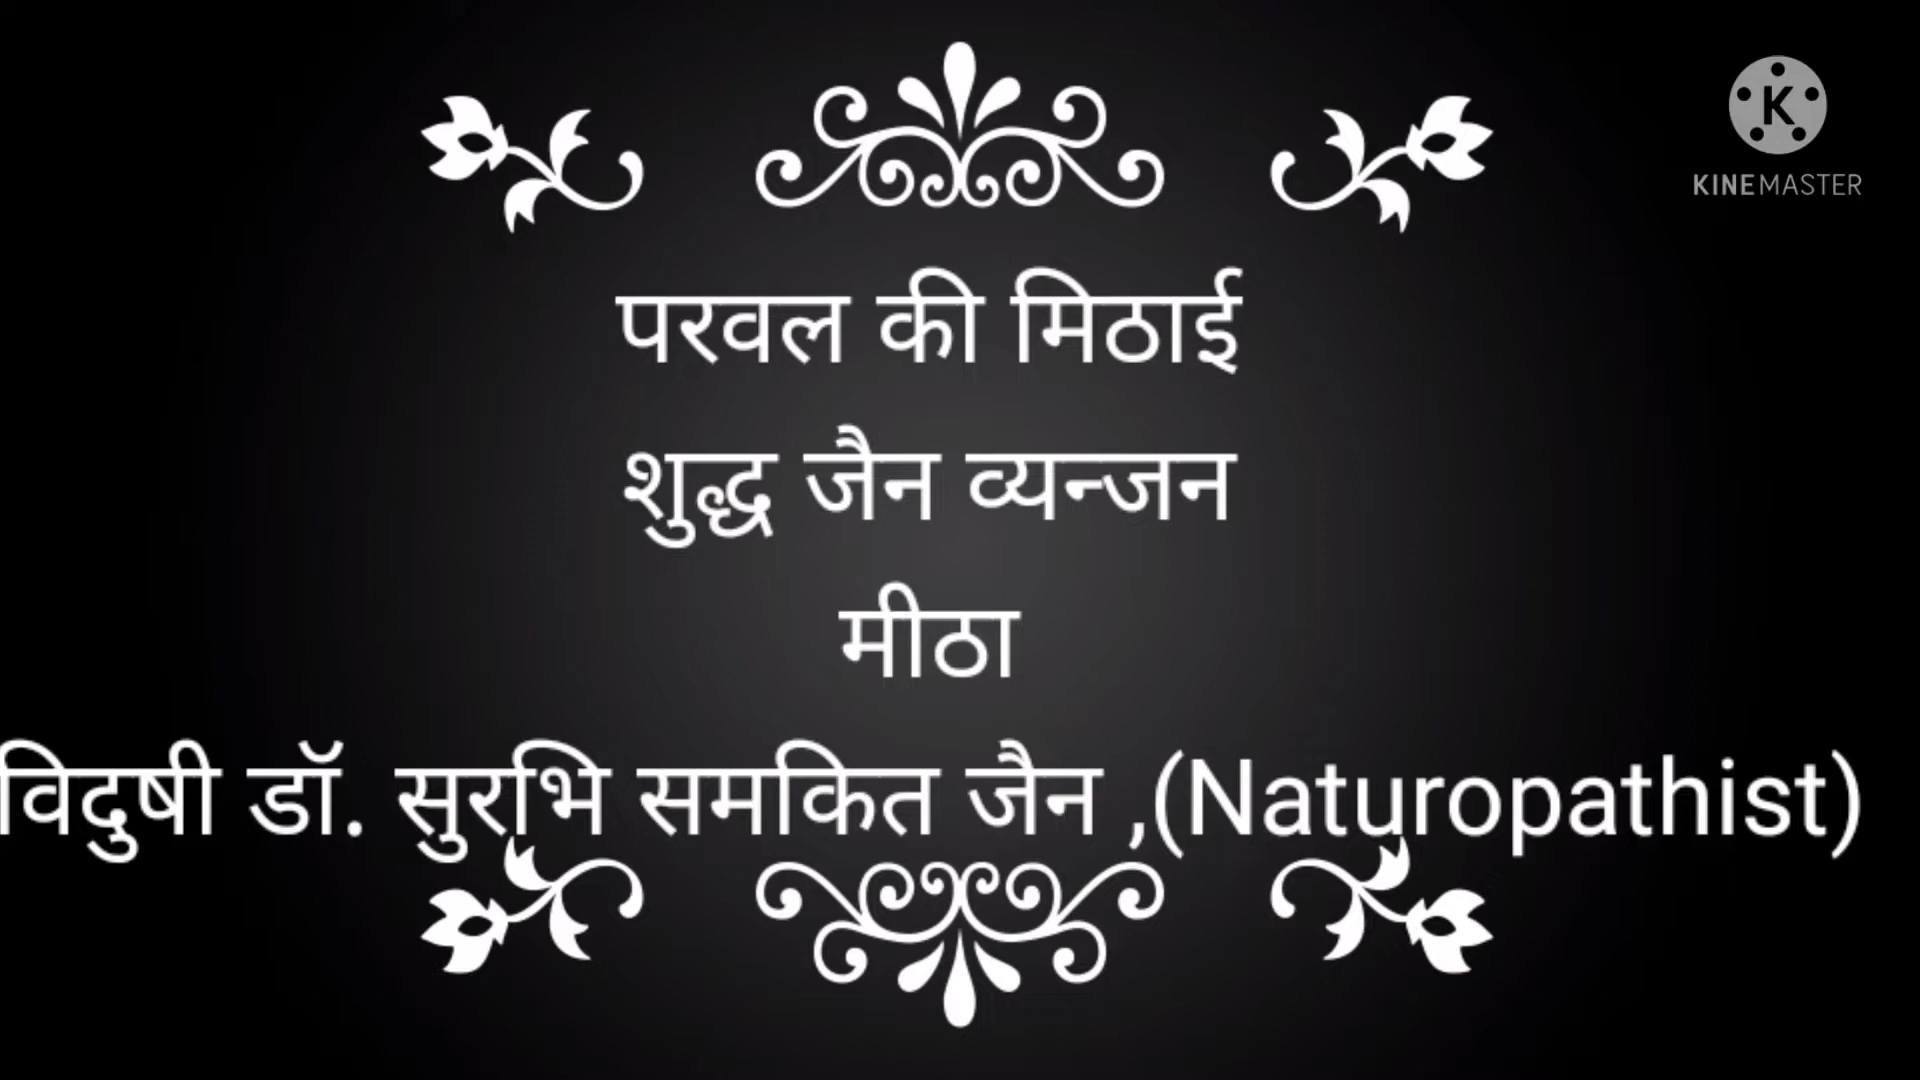 KINEMASTER
परवल की मिठाई
शुद्ध जैन व्यन्जन
मीठा
विदुषी डॉ. सुरभि समकित जैन ,(Naturopathist)